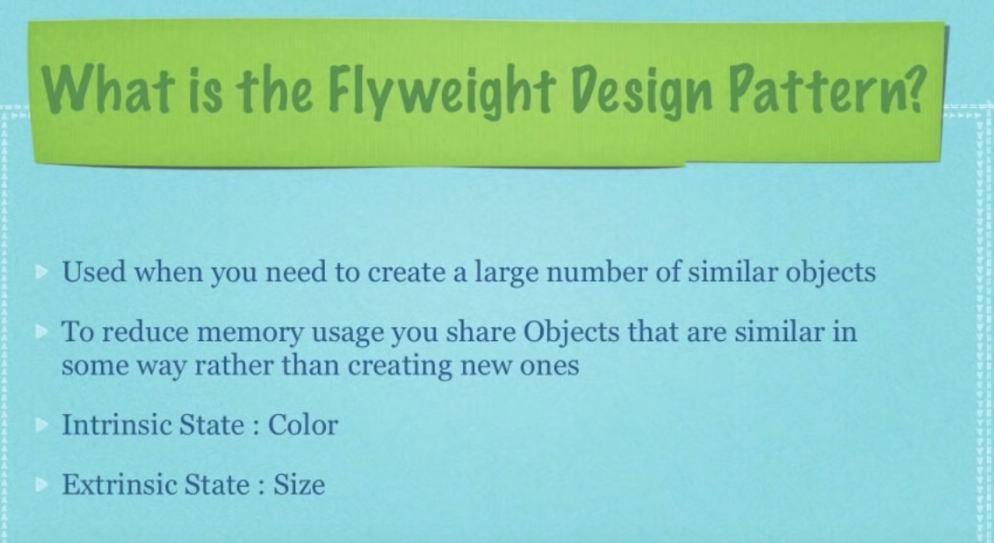 What is the Flyweight Design Pattern?
Used when you need to create a large number of similar objects
To reduce memory usage you share Objects that are similar in
some way rather than creating new ones
Intrinsic State : Color
Extrinsic State : Size